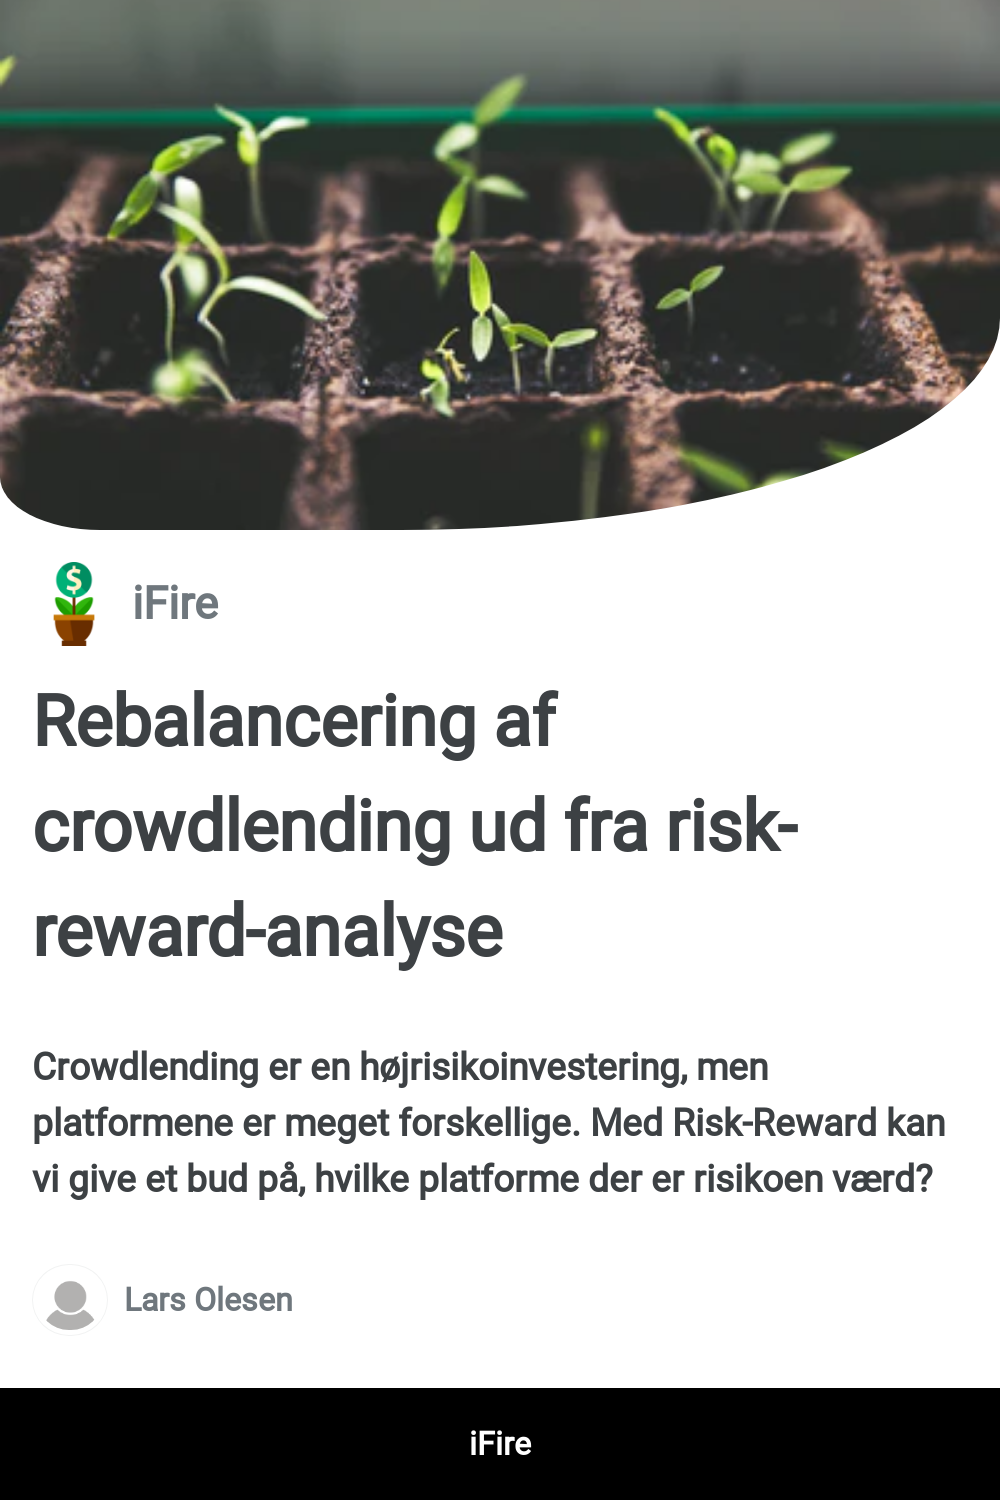 $
iFire
Rebalancering af
crowdlending ud fra risk-
reward-analyse
Crowdlending er en højrisikoinvestering, men
platformene er meget forskellige. Med Risk-Reward kan
vi give et bud på, hvilke platforme der er risikoen værd?
Lars Olesen
iFire